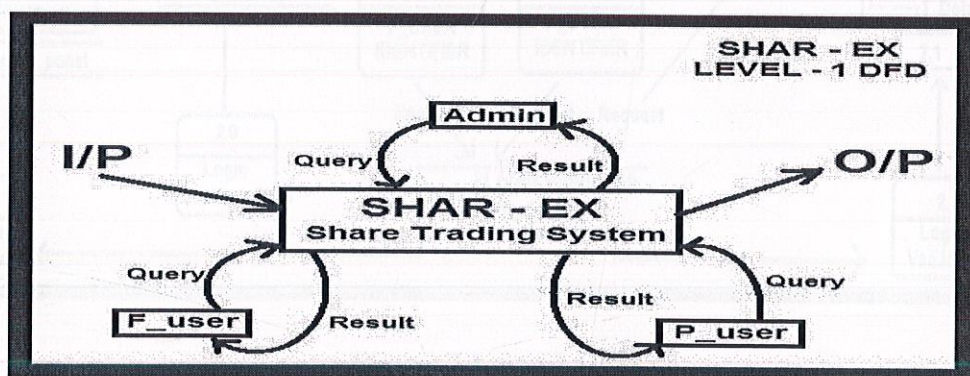 SHAR - EX
LEVEL - 1 DFD
Admin
I/P
Query
Result
O/P
SHAR - EX
Share Trading System
Query
F_user
Result
Result
Query
P_user